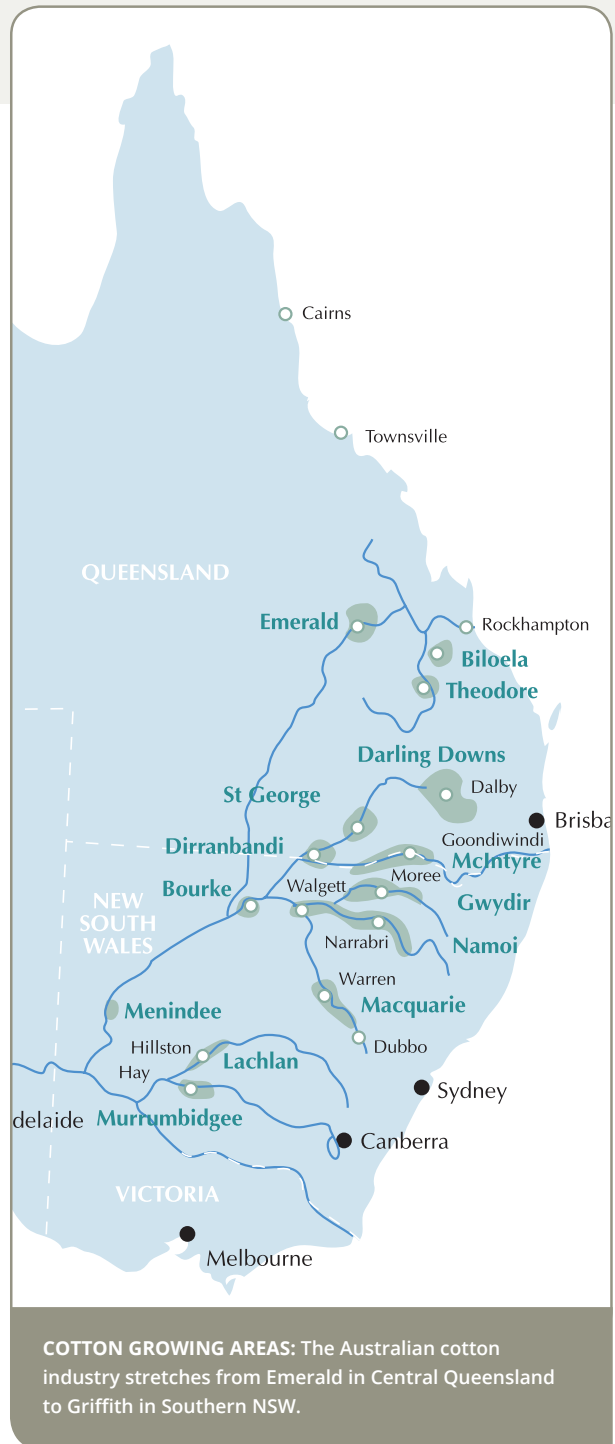 Cairns
Townsville
QUEENSLAND
Emerald
Rockhampton
Biloela
Theodore
Darling Downs
Dalby
St George
Brisba
Goondiwindi
Dirranbandi
McIntyre
Moree
Bourke
Walgett
NEW
SOUTH
WALES
Gwydir
Narrabri
Namoi
Warren
Menindee
Macquarie
Hillston
Dubbo
Lachlan
Hay
Sydney
delaide
Murrumbidgee
Canberra
VICTORIA
Melbourne
COTTON GROWING AREAS: The Australian cotton
industry stretches from Emerald in Central Queensland
to Griffith in Southern NSW.